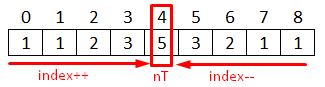 0 1 2 3 4 5 6 7 8
1 1 2 3 5 3 2 1 1
index++ nT index--